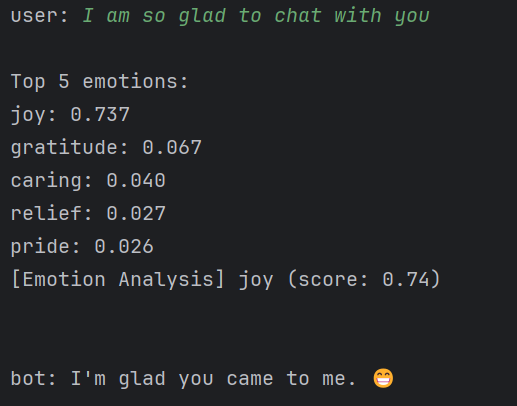 user: I am so glad to chat with you
Top 5 emotions:
joy: 0.737
gratitude: 0.067
caring: 0.040
relief: 0.027
pride: 0.026
[Emotion Analysis] joy (score: 0.74)
bot: I'm glad you came to me. 😁